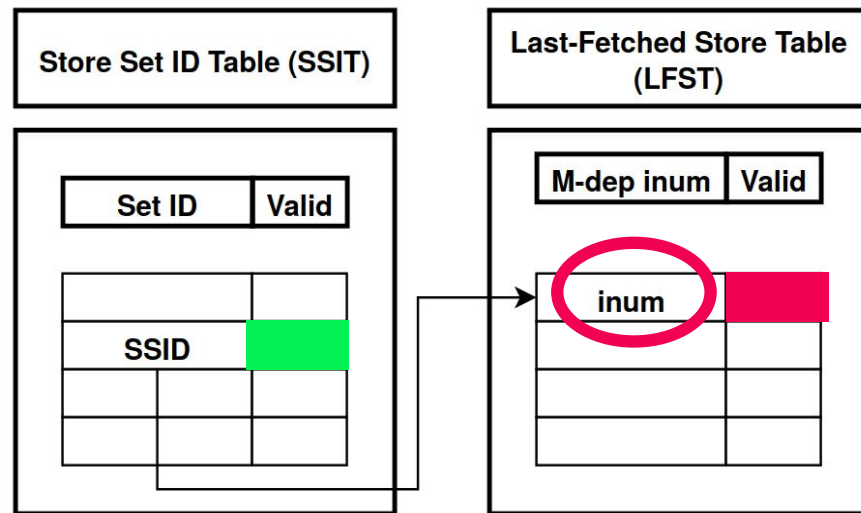 Store Set ID Table (SSIT)
Last-Fetched Store Table
(LFST)
Set ID
Valid
M-dep inum
Valid
SSID
inum